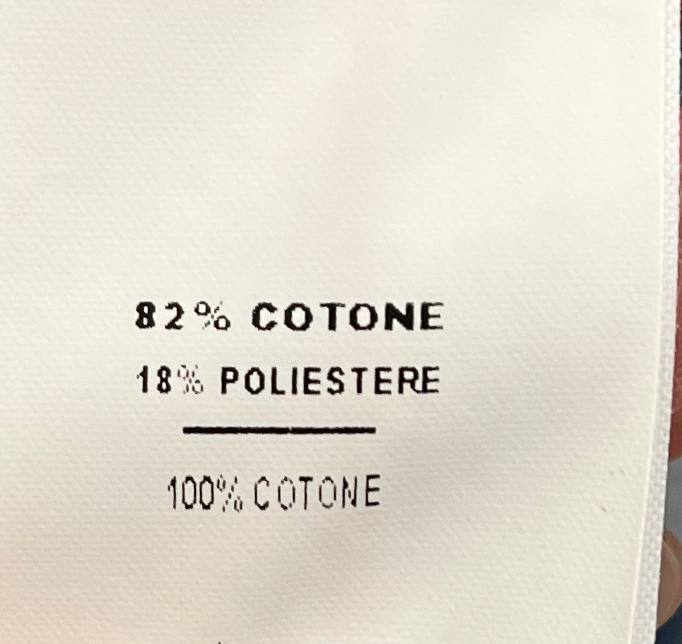 82% COTONE
18% POLIESTERE
100% COTONE